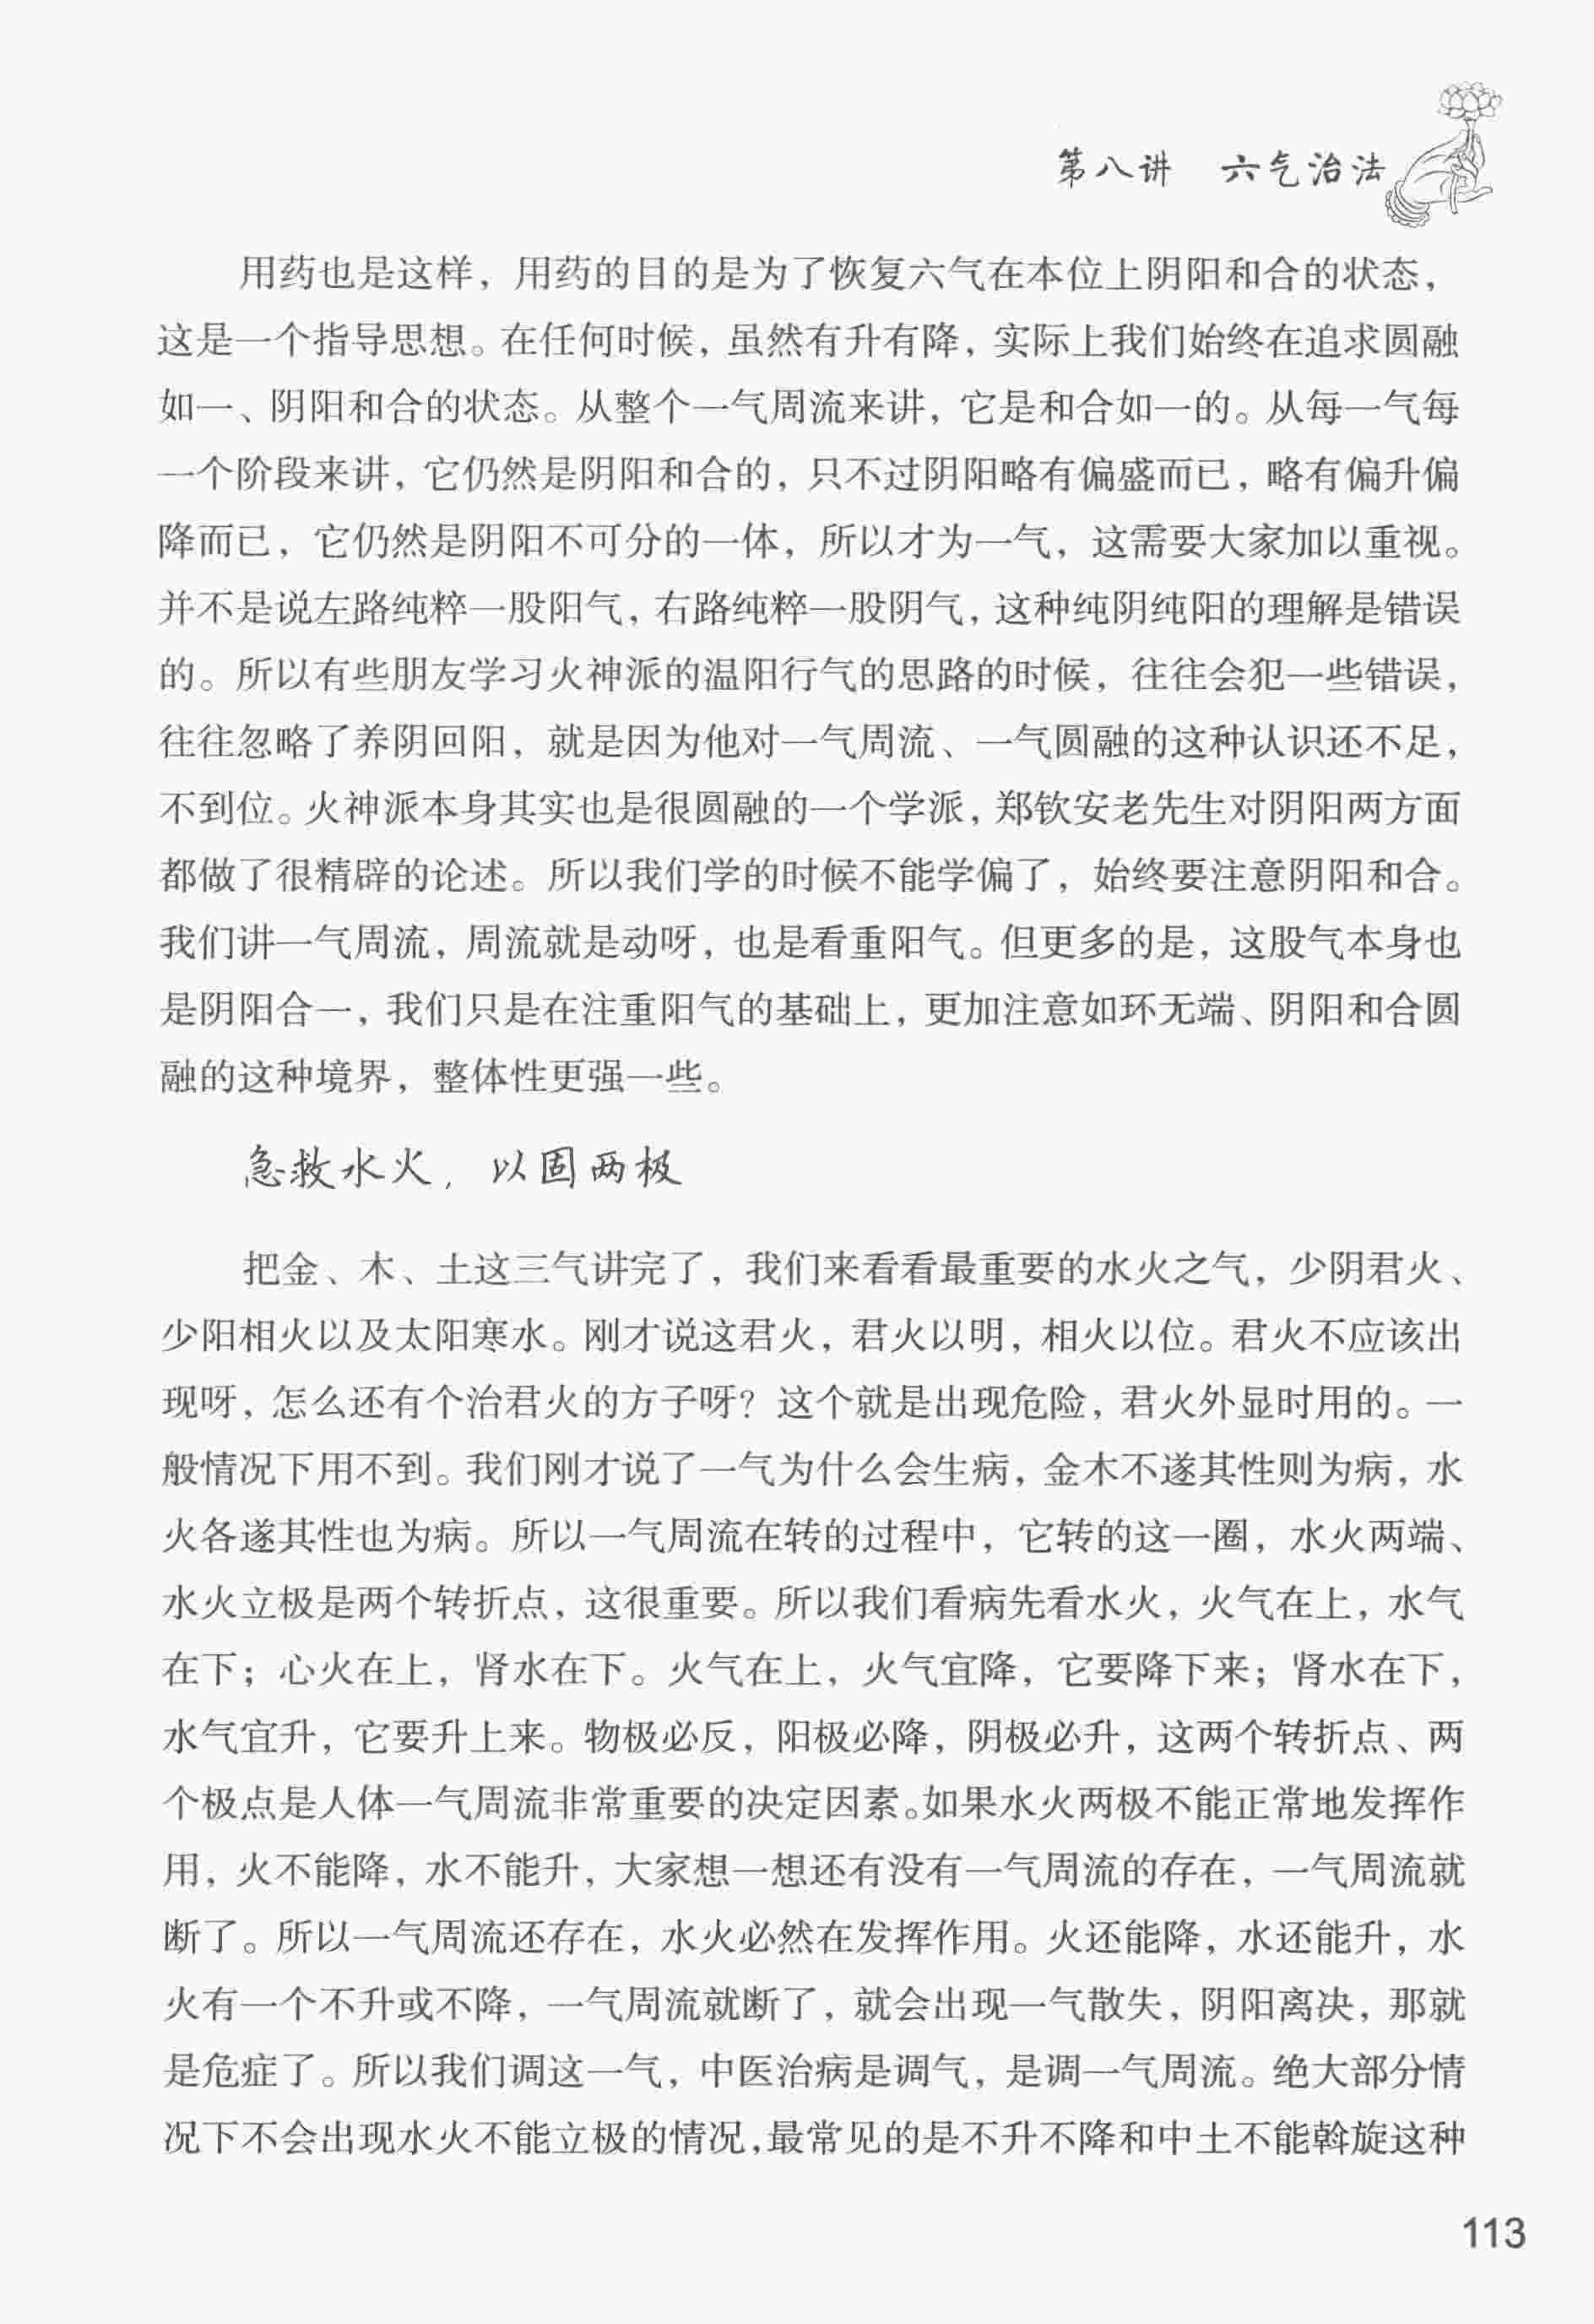 第八讲 六气治法
用药也是这样，用药的目的是为了恢复六气在本位上阴阳和合的状态，
这是一个指导思想。在任何时候，虽然有升有降，实际上我们始终在追求圆融
如一、阴阳和合的状态。从整个一气周流来讲，它是和合如一的。从每一气每
一个阶段来讲，它仍然是阴阳和合的，只不过阴阳略有偏盛而已，略有偏升偏
降而已，它仍然是阴阳不可分的一体，所以才为一气，这需要大家加以重视。
并不是说左路纯粹一股阳气，右路纯粹一股阴气，这种纯阴纯阳的理解是错误
的。所以有些朋友学习火神派的温阳行气的思路的时候，往往会犯一些错误，
往往忽略了养阴回阳，就是因为他对一气周流、一气圆融的这种认识还不足，
不到位。火神派本身其实也是很圆融的一个学派，郑钦安老先生对阴阳两方面
都做了很精辟的论述。所以我们学的时候不能学偏了，始终要注意阴阳和合。
我们讲一气周流，周流就是动呀，也是看重阳气。但更多的是，这股气本身也
是阴阳合一，我们只是在注重阳气的基础上，更加注意如环无端、阴阳和合圆
融的这种境界，整体性更强一些。
急救水火，以固两极
把金、木、土这三气讲完了，我们来看看最重要的水火之气，少阴君火、
少阳相火以及太阳寒水。刚才说这君火，君火以明，相火以位。君火不应该出
现呀，怎么还有个治君火的方子呀？这个就是出现危险，君火外显时用的。一
般情况下用不到。我们刚才说了一气为什么会生病，金木不遂其性则为病，水
火各遂其性也为病。所以一气周流在转的过程中，它转的这一圈，水火两端、
水火立极是两个转折点，这很重要。所以我们看病先看水火，火气在上，水气
在下；心火在上，肾水在下。火气在上，火气宜降，它要降下来；肾水在下，
水气宜升，它要升上来。物极必反，阳极必降，阴极必升，这两个转折点、两
个极点是人体一气周流非常重要的决定因素。如果水火两极不能正常地发挥作
用，火不能降，水不能升，大家想一想还有没有一气周流的存在，一气周流就
断了。所以一气周流还存在，水火必然在发挥作用。火还能降，水还能升，水
火有一个不升或不降，一气周流就断了，就会出现一气散失，阴阳离决，那就
是危症了。所以我们调这一气，中医治病是调气，是调一气周流。绝大部分情
况下不会出现水火不能立极的情况，最常见的是不升不降和中土不能斡旋这种
113